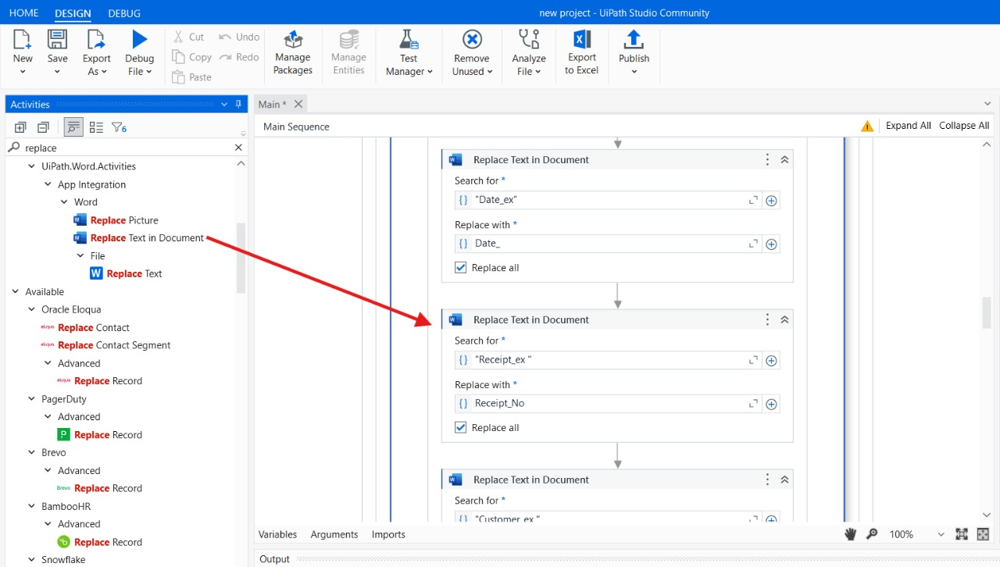 HOME DESIGN DEBUG new project - UiPath Studio Community
New Save Export As Debug File Cut Copy Paste Undo Redo Manage Packages Manage Entities Test Manager Remove Unused Analyze File Export to Excel Publish
Activities
6
replace
UiPath.Word.Activities
App Integration
Word
Replace Picture
Replace Text in Document
File
Replace Text
Available
Oracle Eloqua
eloqua Replace Contact
eloqua Replace Contact Segment
Advanced
eloqua Replace Record
PagerDuty
Advanced
P Replace Record
Brevo
Advanced
Brevo Replace Record
BambooHR
Advanced
Replace Record
Snowflake
Main *
Main Sequence Expand All Collapse All
Replace Text in Document
Search for *
"Date_ex"
Replace with *
Date_
Replace all
Replace Text in Document
Search for *
"Receipt_ex "
Replace with *
Receipt_No
Replace all
Replace Text in Document
Search for *
"Customer_ex "
Variables Arguments Imports 100%
Output